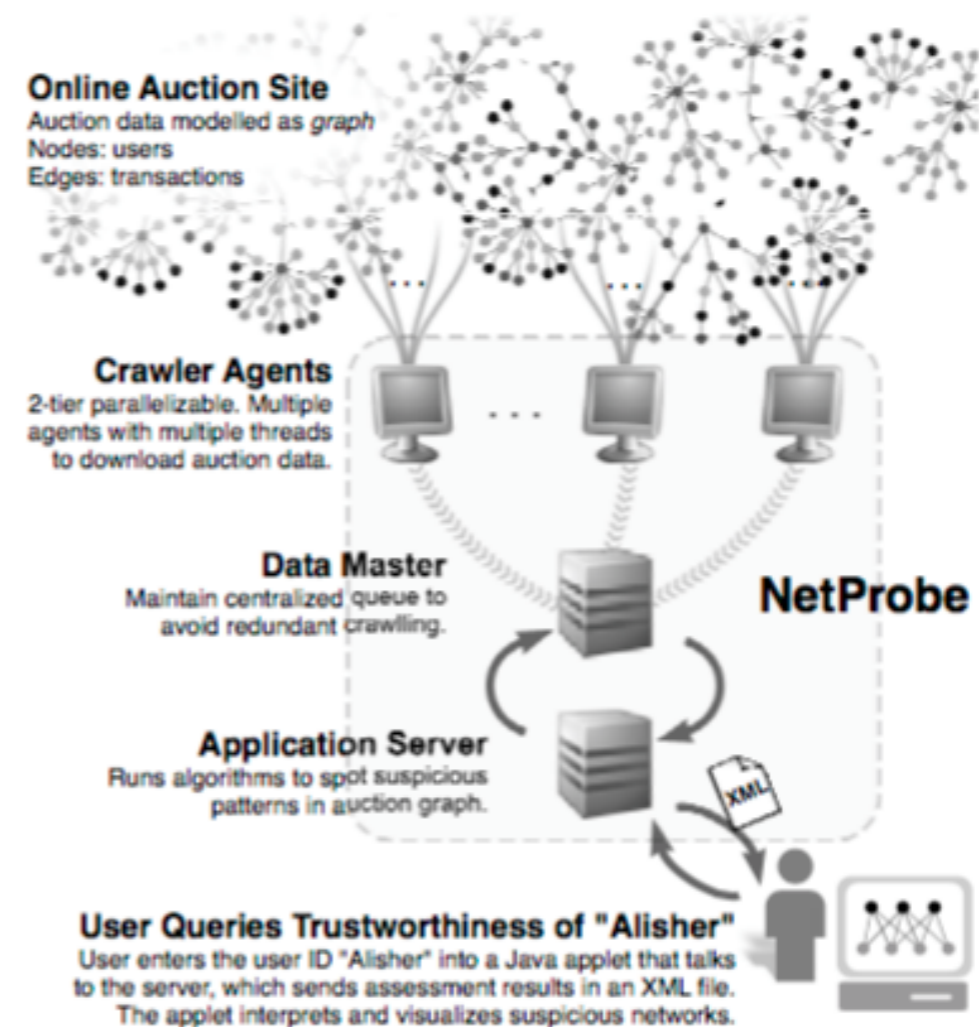 Online Auction Site
Auction data modelled as graph
Nodes: users
Edges: transactions
...
...
...
Crawler Agents
2-tier parallelizable. Multiple
agents with multiple threads
to download auction data.
. . .
Data Master
Maintain centralized queue to
avoid redundant crawlling.
NetProbe
Application Server
Runs algorithms to spot suspicious
patterns in auction graph.
XML
User Queries Trustworthiness of "Alisher"
User enters the user ID "Alisher" into a Java applet that talks
to the server, which sends assessment results in an XML file.
The applet interprets and visualizes suspicious networks.